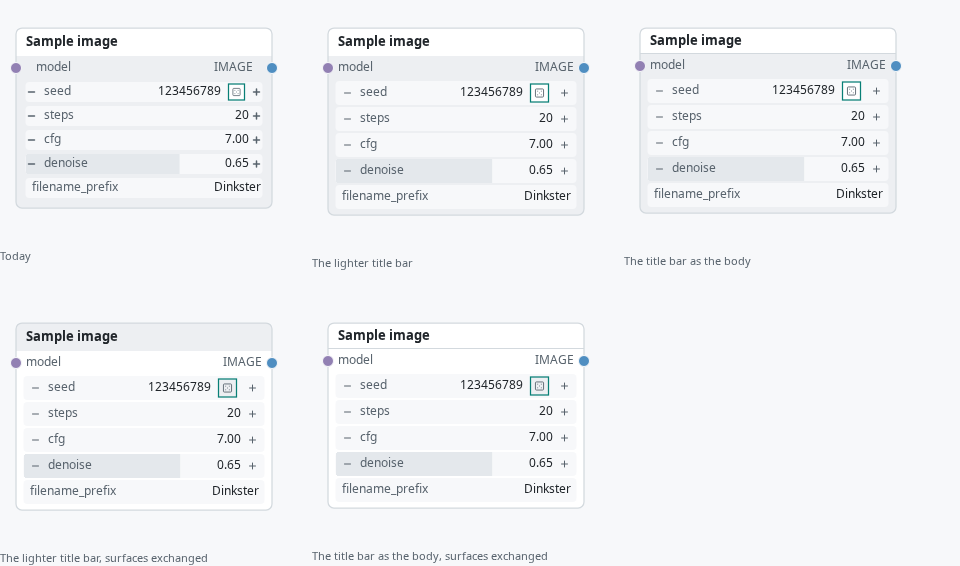 Sample image
model IMAGE
− seed 123456789 +
− steps 20 +
− cfg 7.00 +
− denoise 0.65 +
filename_prefix Dinkster
Today
Sample image
model IMAGE
− seed 123456789 +
− steps 20 +
− cfg 7.00 +
− denoise 0.65 +
filename_prefix Dinkster
The lighter title bar
Sample image
model IMAGE
− seed 123456789 +
− steps 20 +
− cfg 7.00 +
− denoise 0.65 +
filename_prefix Dinkster
The title bar as the body
Sample image
model IMAGE
− seed 123456789 +
− steps 20 +
− cfg 7.00 +
− denoise 0.65 +
filename_prefix Dinkster
The lighter title bar, surfaces exchanged
Sample image
model IMAGE
− seed 123456789 +
− steps 20 +
− cfg 7.00 +
− denoise 0.65 +
filename_prefix Dinkster
The title bar as the body, surfaces exchanged